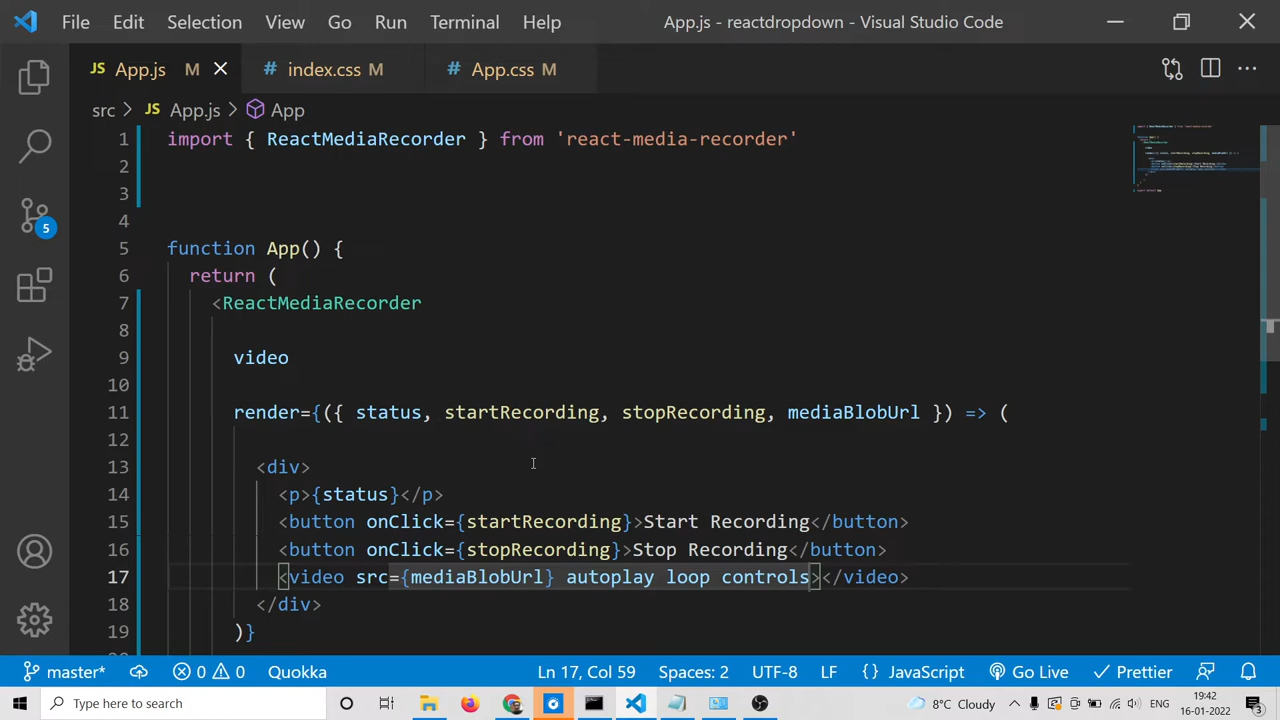 File Edit Selection View Go Run Terminal Help App.js - reactdropdown - Visual Studio Code
JS App.js M # index.css M # App.css M
src > JS App.js > App
1 import { ReactMediaRecorder } from 'react-media-recorder'
2
3
4
5 function App() {
6 return (
7 <ReactMediaRecorder
8
9 video
10
11 render={({ status, startRecording, stopRecording, mediaBlobUrl }) => (
12
13 <div>
14 <p>{status}</p>
15 <button onClick={startRecording}>Start Recording</button>
16 <button onClick={stopRecording}>Stop Recording</button>
17 <video src={mediaBlobUrl} autoplay loop controls></video>
18 </div>
19 )}
5
master* 0 0 Quokka Ln 17, Col 59 Spaces: 2 UTF-8 LF {} JavaScript Go Live Prettier
Type here to search 8°C Cloudy 19:42
16-01-2022
3